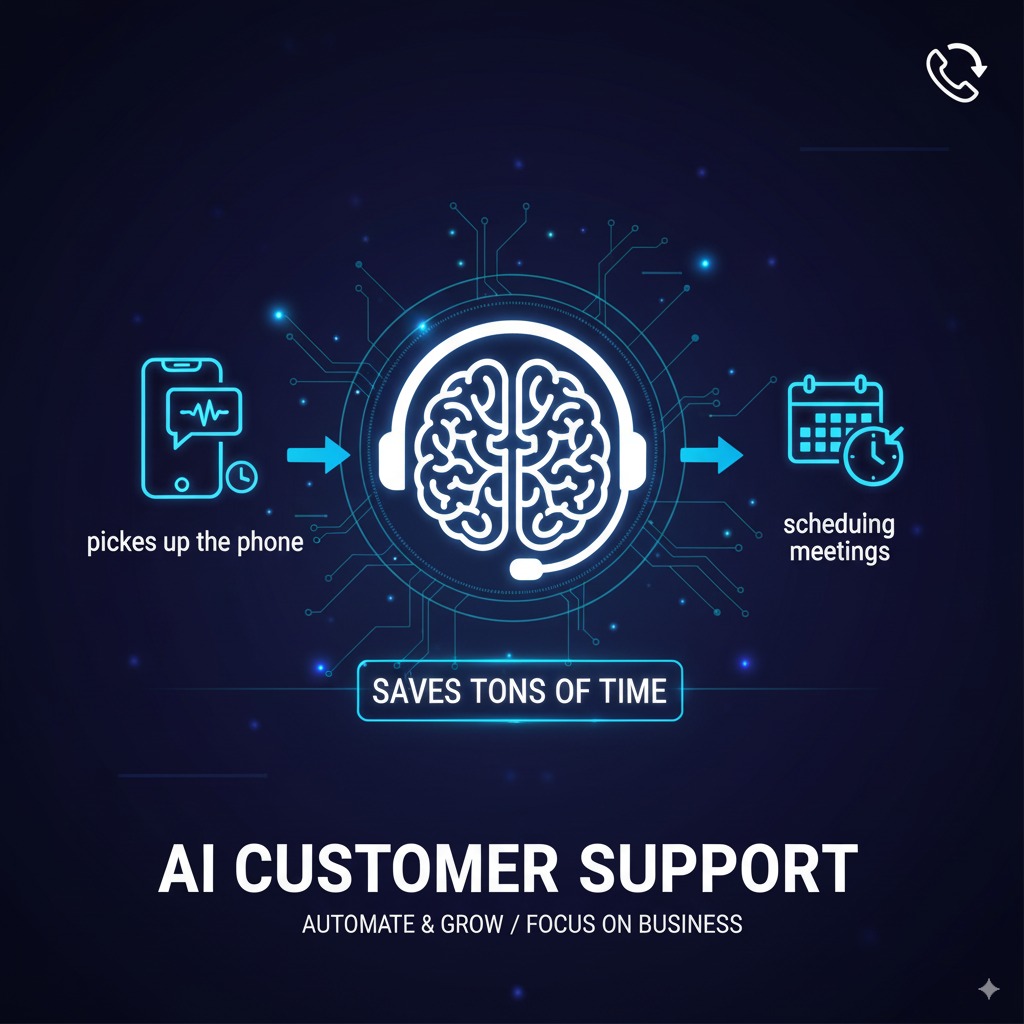 pickes up the phone
scheduing
meetings
SAVES TONS OF TIME
AI CUSTOMER SUPPORT
AUTOMATE & GROW / FOCUS ON BUSINESS